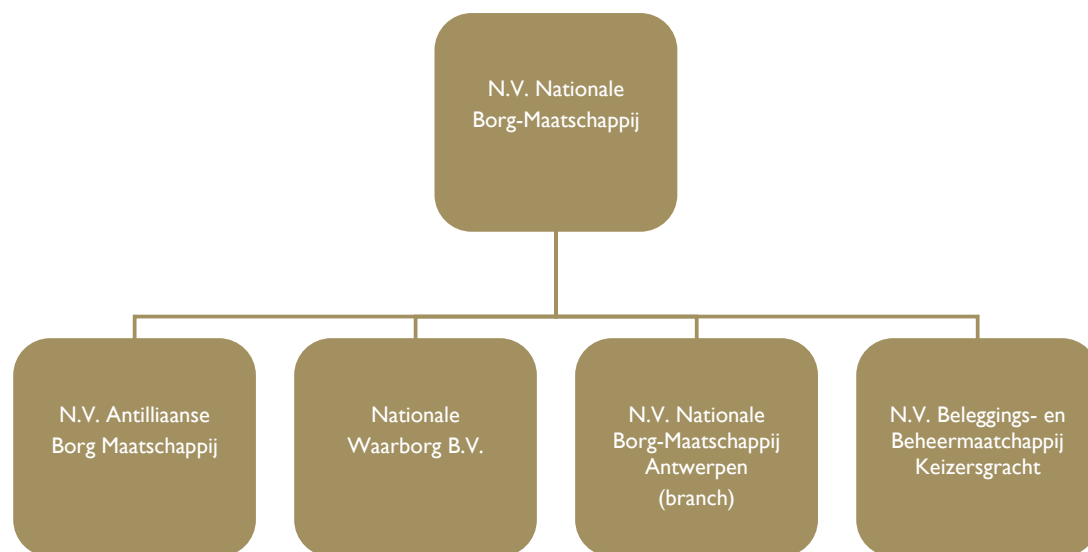 N.V. Nationale
Borg-Maatschappij
N.V. Antilliaanse
Borg Maatschappij
Nationale
Waarborg B.V.
N.V. Nationale
Borg-Maatschappij
Antwerpen
(branch)
N.V. Beleggings- en
Beheermaatchappij
Keizersgracht